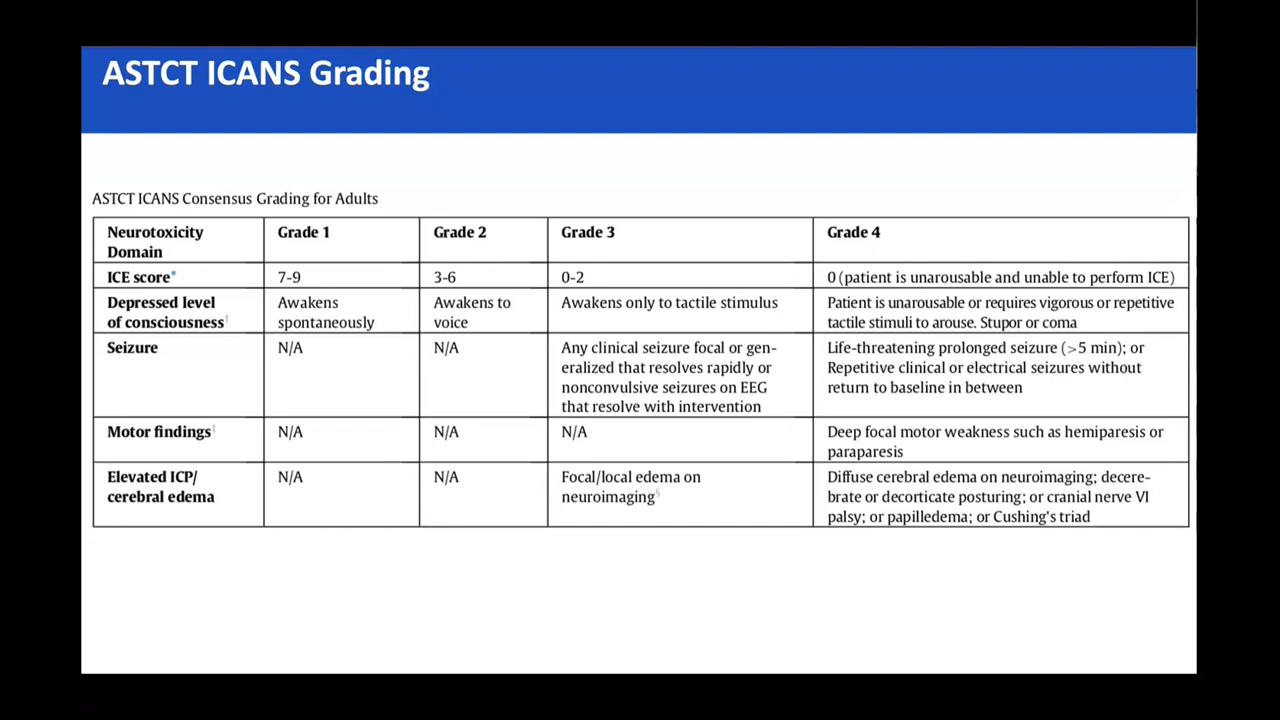 ASTCT ICANS Grading
ASTCT ICANS Consensus Grading for Adults
Neurotoxicity Domain | Grade 1 | Grade 2 | Grade 3 | Grade 4
ICE score* | 7-9 | 3-6 | 0-2 | 0 (patient is unarousable and unable to perform ICE)
Depressed level of consciousness† | Awakens spontaneously | Awakens to voice | Awakens only to tactile stimulus | Patient is unarousable or requires vigorous or repetitive tactile stimuli to arouse. Stupor or coma
Seizure | N/A | N/A | Any clinical seizure focal or gen-eralized that resolves rapidly or nonconvulsive seizures on EEG that resolve with intervention | Life-threatening prolonged seizure (>5 min); or Repetitive clinical or electrical seizures without return to baseline in between
Motor findings‡ | N/A | N/A | N/A | Deep focal motor weakness such as hemiparesis or paraparesis
Elevated ICP/ cerebral edema | N/A | N/A | Focal/local edema on neuroimaging§ | Diffuse cerebral edema on neuroimaging; decere-brate or decorticate posturing; or cranial nerve VI palsy; or papilledema; or Cushing's triad